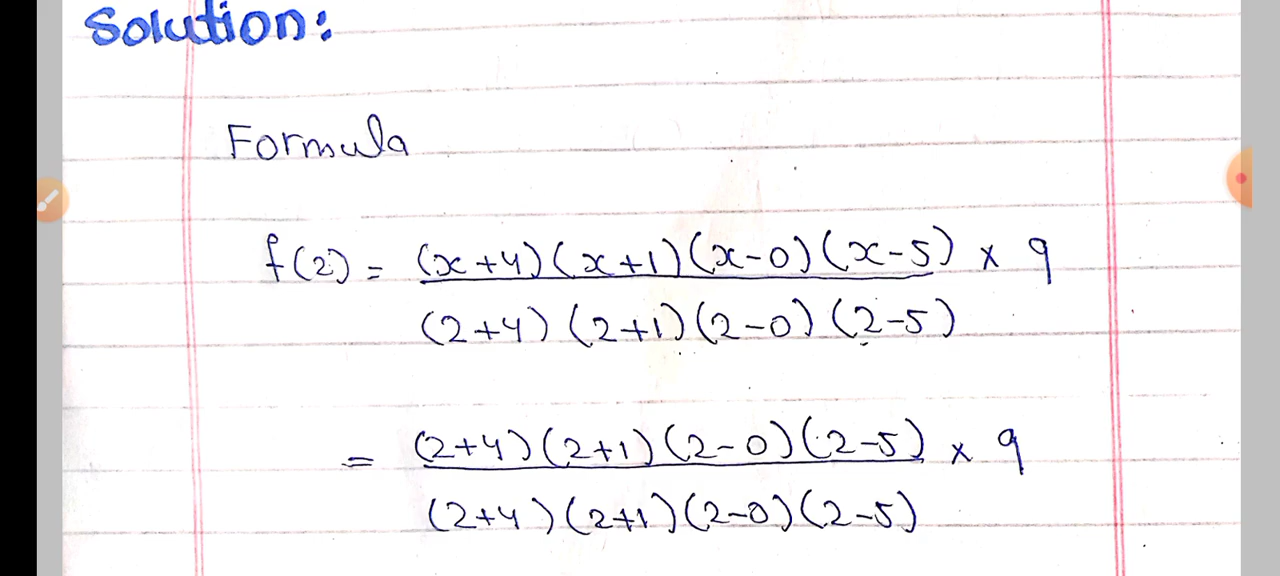 Solution:
Formula
f(2) = (x+4)(x+1)(x-0)(x-5) × 9
(2+4)(2+1)(2-0)(2-5)
= (2+4)(2+1)(2-0)(2-5) × 9
(2+4)(2+1)(2-0)(2-5)